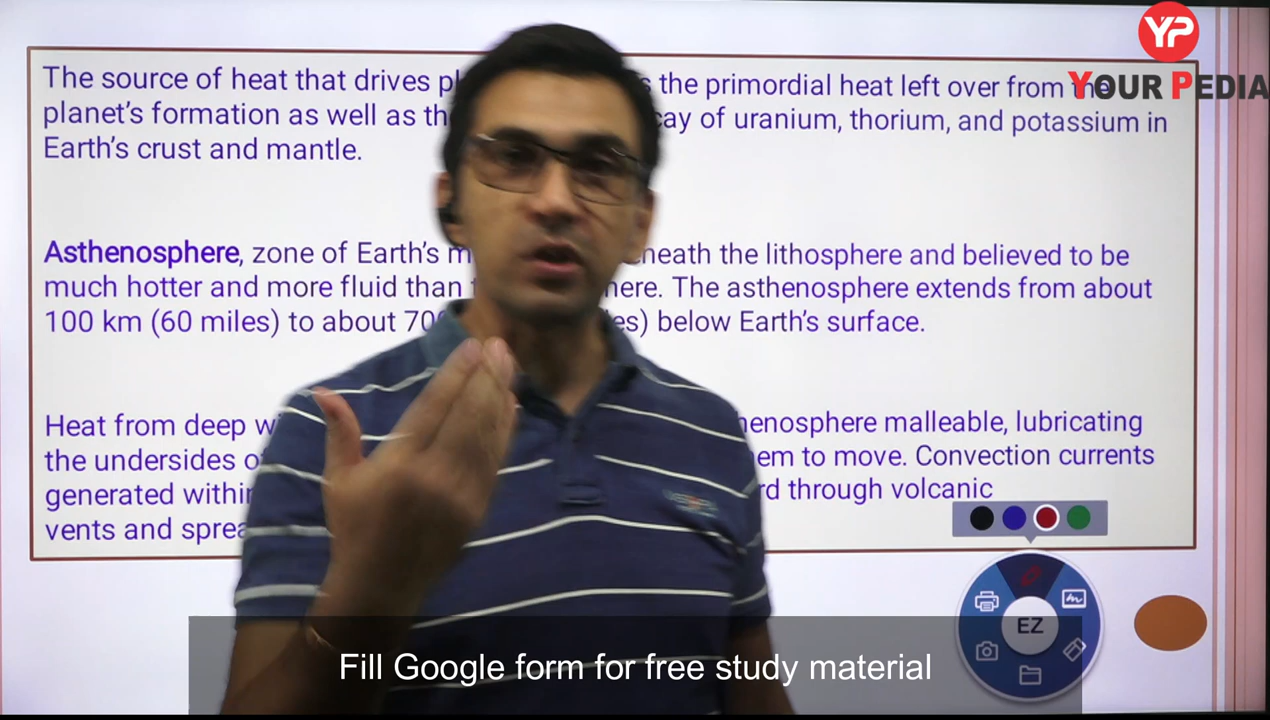 YP
YOUR PEDIA
The source of heat that drives pl s the primordial heat left over from the
planet's formation as well as th cay of uranium, thorium, and potassium in
Earth's crust and mantle.
Asthenosphere, zone of Earth's m neath the lithosphere and believed to be
much hotter and more fluid than here. The asthenosphere extends from about
100 km (60 miles) to about 70 es) below Earth's surface.
Heat from deep w henosphere malleable, lubricating
the undersides o em to move. Convection currents
generated within rd through volcanic
vents and sprea
EZ
Fill Google form for free study material